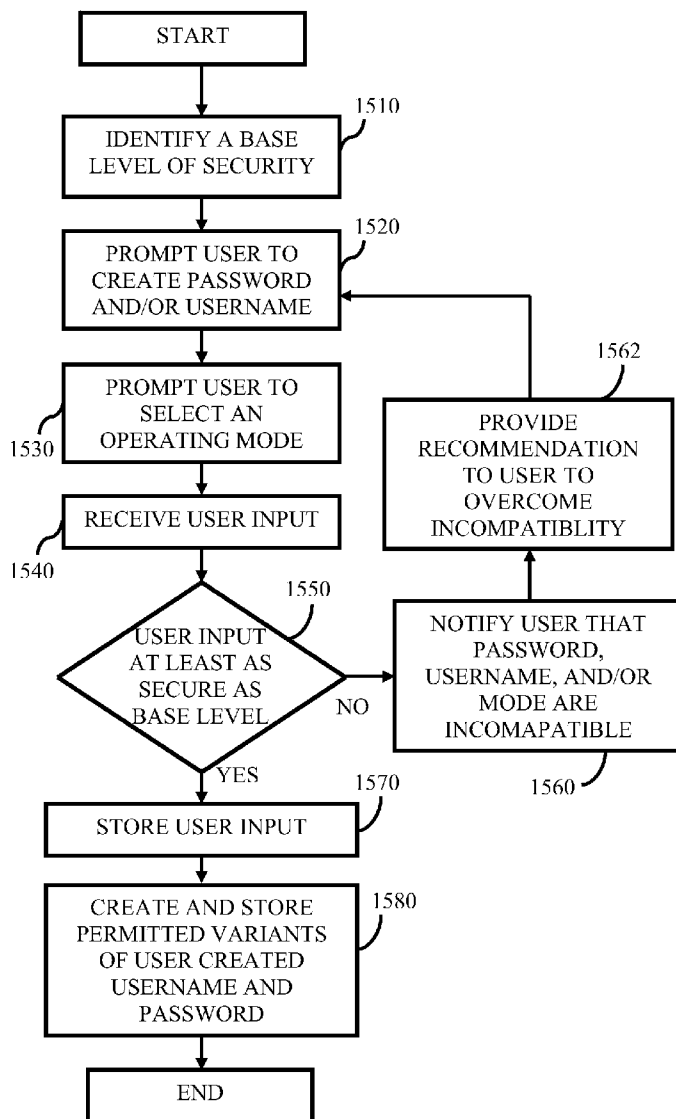 START
1510
IDENTIFY A BASE
LEVEL OF SECURITY
1520
PROMPT USER TO
CREATE PASSWORD
AND/OR USERNAME
PROMPT USER TO
SELECT AN
OPERATING MODE
1530
RECEIVE USER INPUT
1540
1550
USER INPUT
AT LEAST AS
SECURE AS
BASE LEVEL
NO
YES
1562
PROVIDE
RECOMMENDATION
TO USER TO
OVERCOME
INCOMPATIBLITY
NOTIFY USER THAT
PASSWORD,
USERNAME, AND/OR
MODE ARE
INCOMAPATIBLE
1560
1570
STORE USER INPUT
1580
CREATE AND STORE
PERMITTED VARIANTS
OF USER CREATED
USERNAME AND
PASSWORD
END